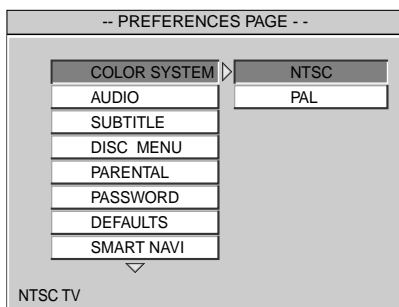 -- PREFERENCES PAGE - -
COLOR SYSTEM NTSC
AUDIO PAL
SUBTITLE
DISC MENU
PARENTAL
PASSWORD
DEFAULTS
SMART NAVI
NTSC TV